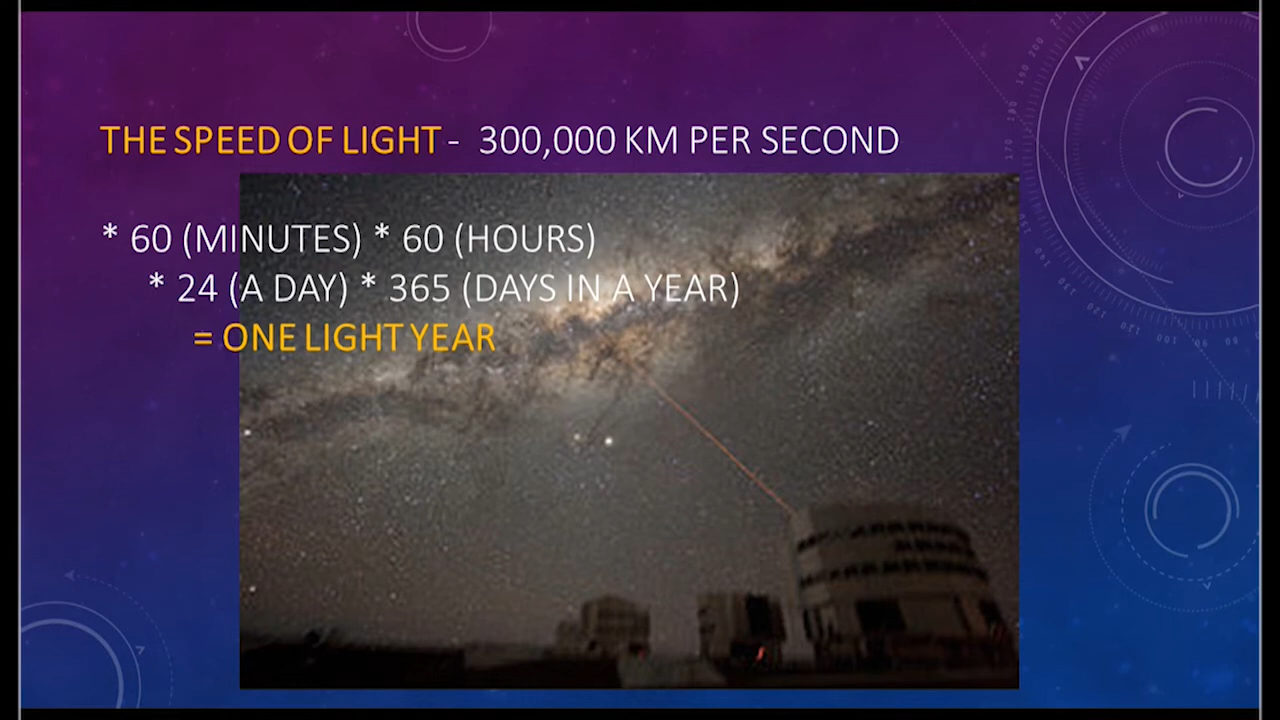 THE SPEED OF LIGHT - 300,000 KM PER SECOND
* 60 (MINUTES) * 60 (HOURS)
* 24 (A DAY) * 365 (DAYS IN A YEAR)
= ONE LIGHT YEAR